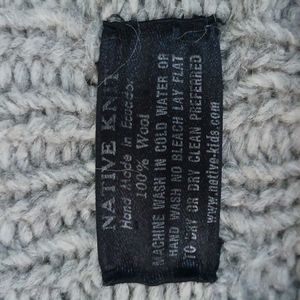 NATIVE KNIT
Hand Made in Ecuador
100% Wool
MACHINE WASH IN COLD WATER OR
HAND WASH NO BLEACH LAY FLAT
TO DRY OR DRY CLEAN PREFERRED
www.native-kids.com